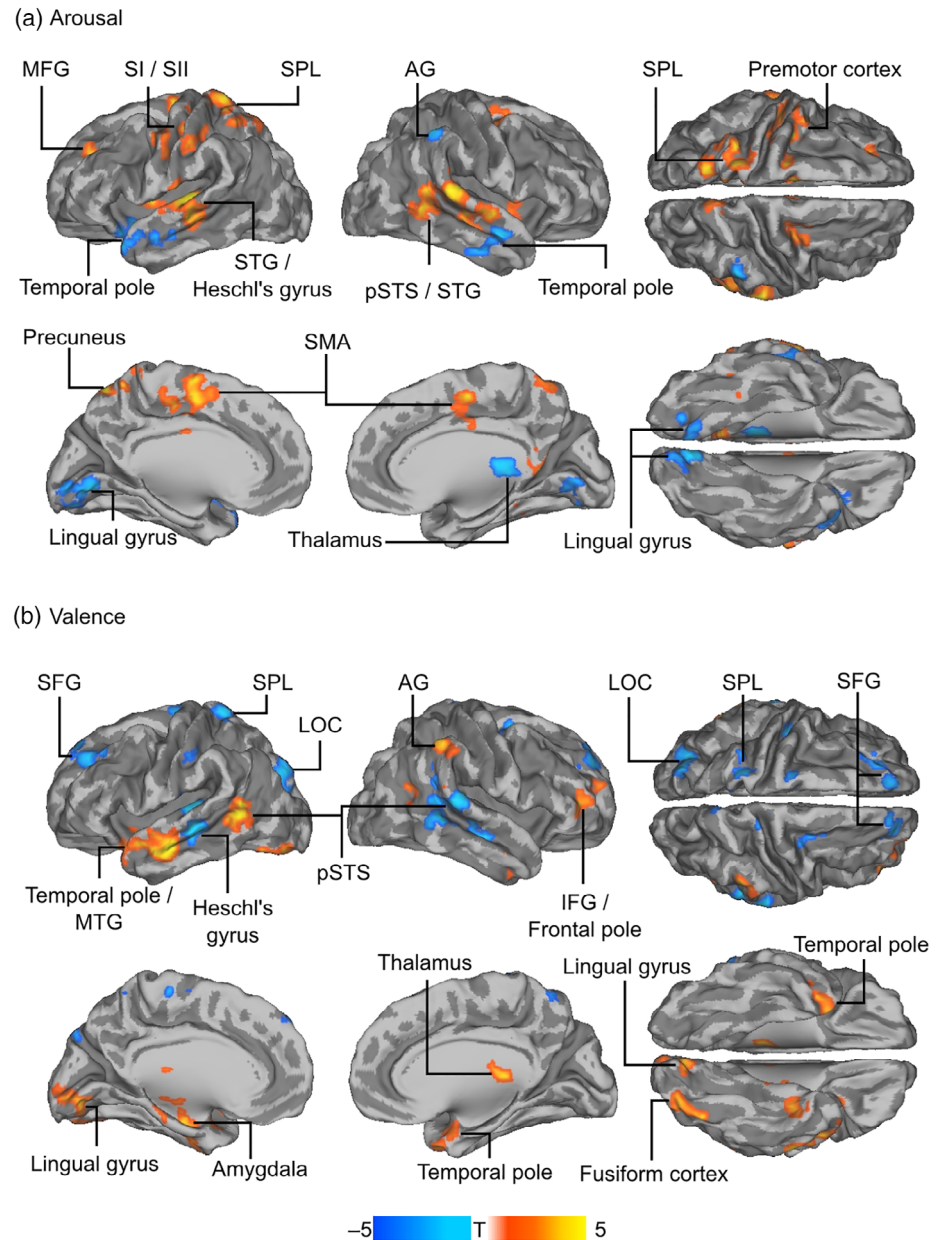 (a) Arousal
MFG
SI / SII
SPL
AG
SPL
Premotor cortex
Temporal pole
STG /
Heschl's gyrus
pSTS / STG
Temporal pole
Precuneus
SMA
Lingual gyrus
Thalamus
Lingual gyrus
(b) Valence
SFG
SPL
LOC
AG
LOC
SPL
SFG
Temporal pole /
MTG
Heschl's
gyrus
pSTS
IFG /
Frontal pole
Thalamus
Lingual gyrus
Temporal pole
Lingual gyrus
Amygdala
Temporal pole
Fusiform cortex
–5 T 5